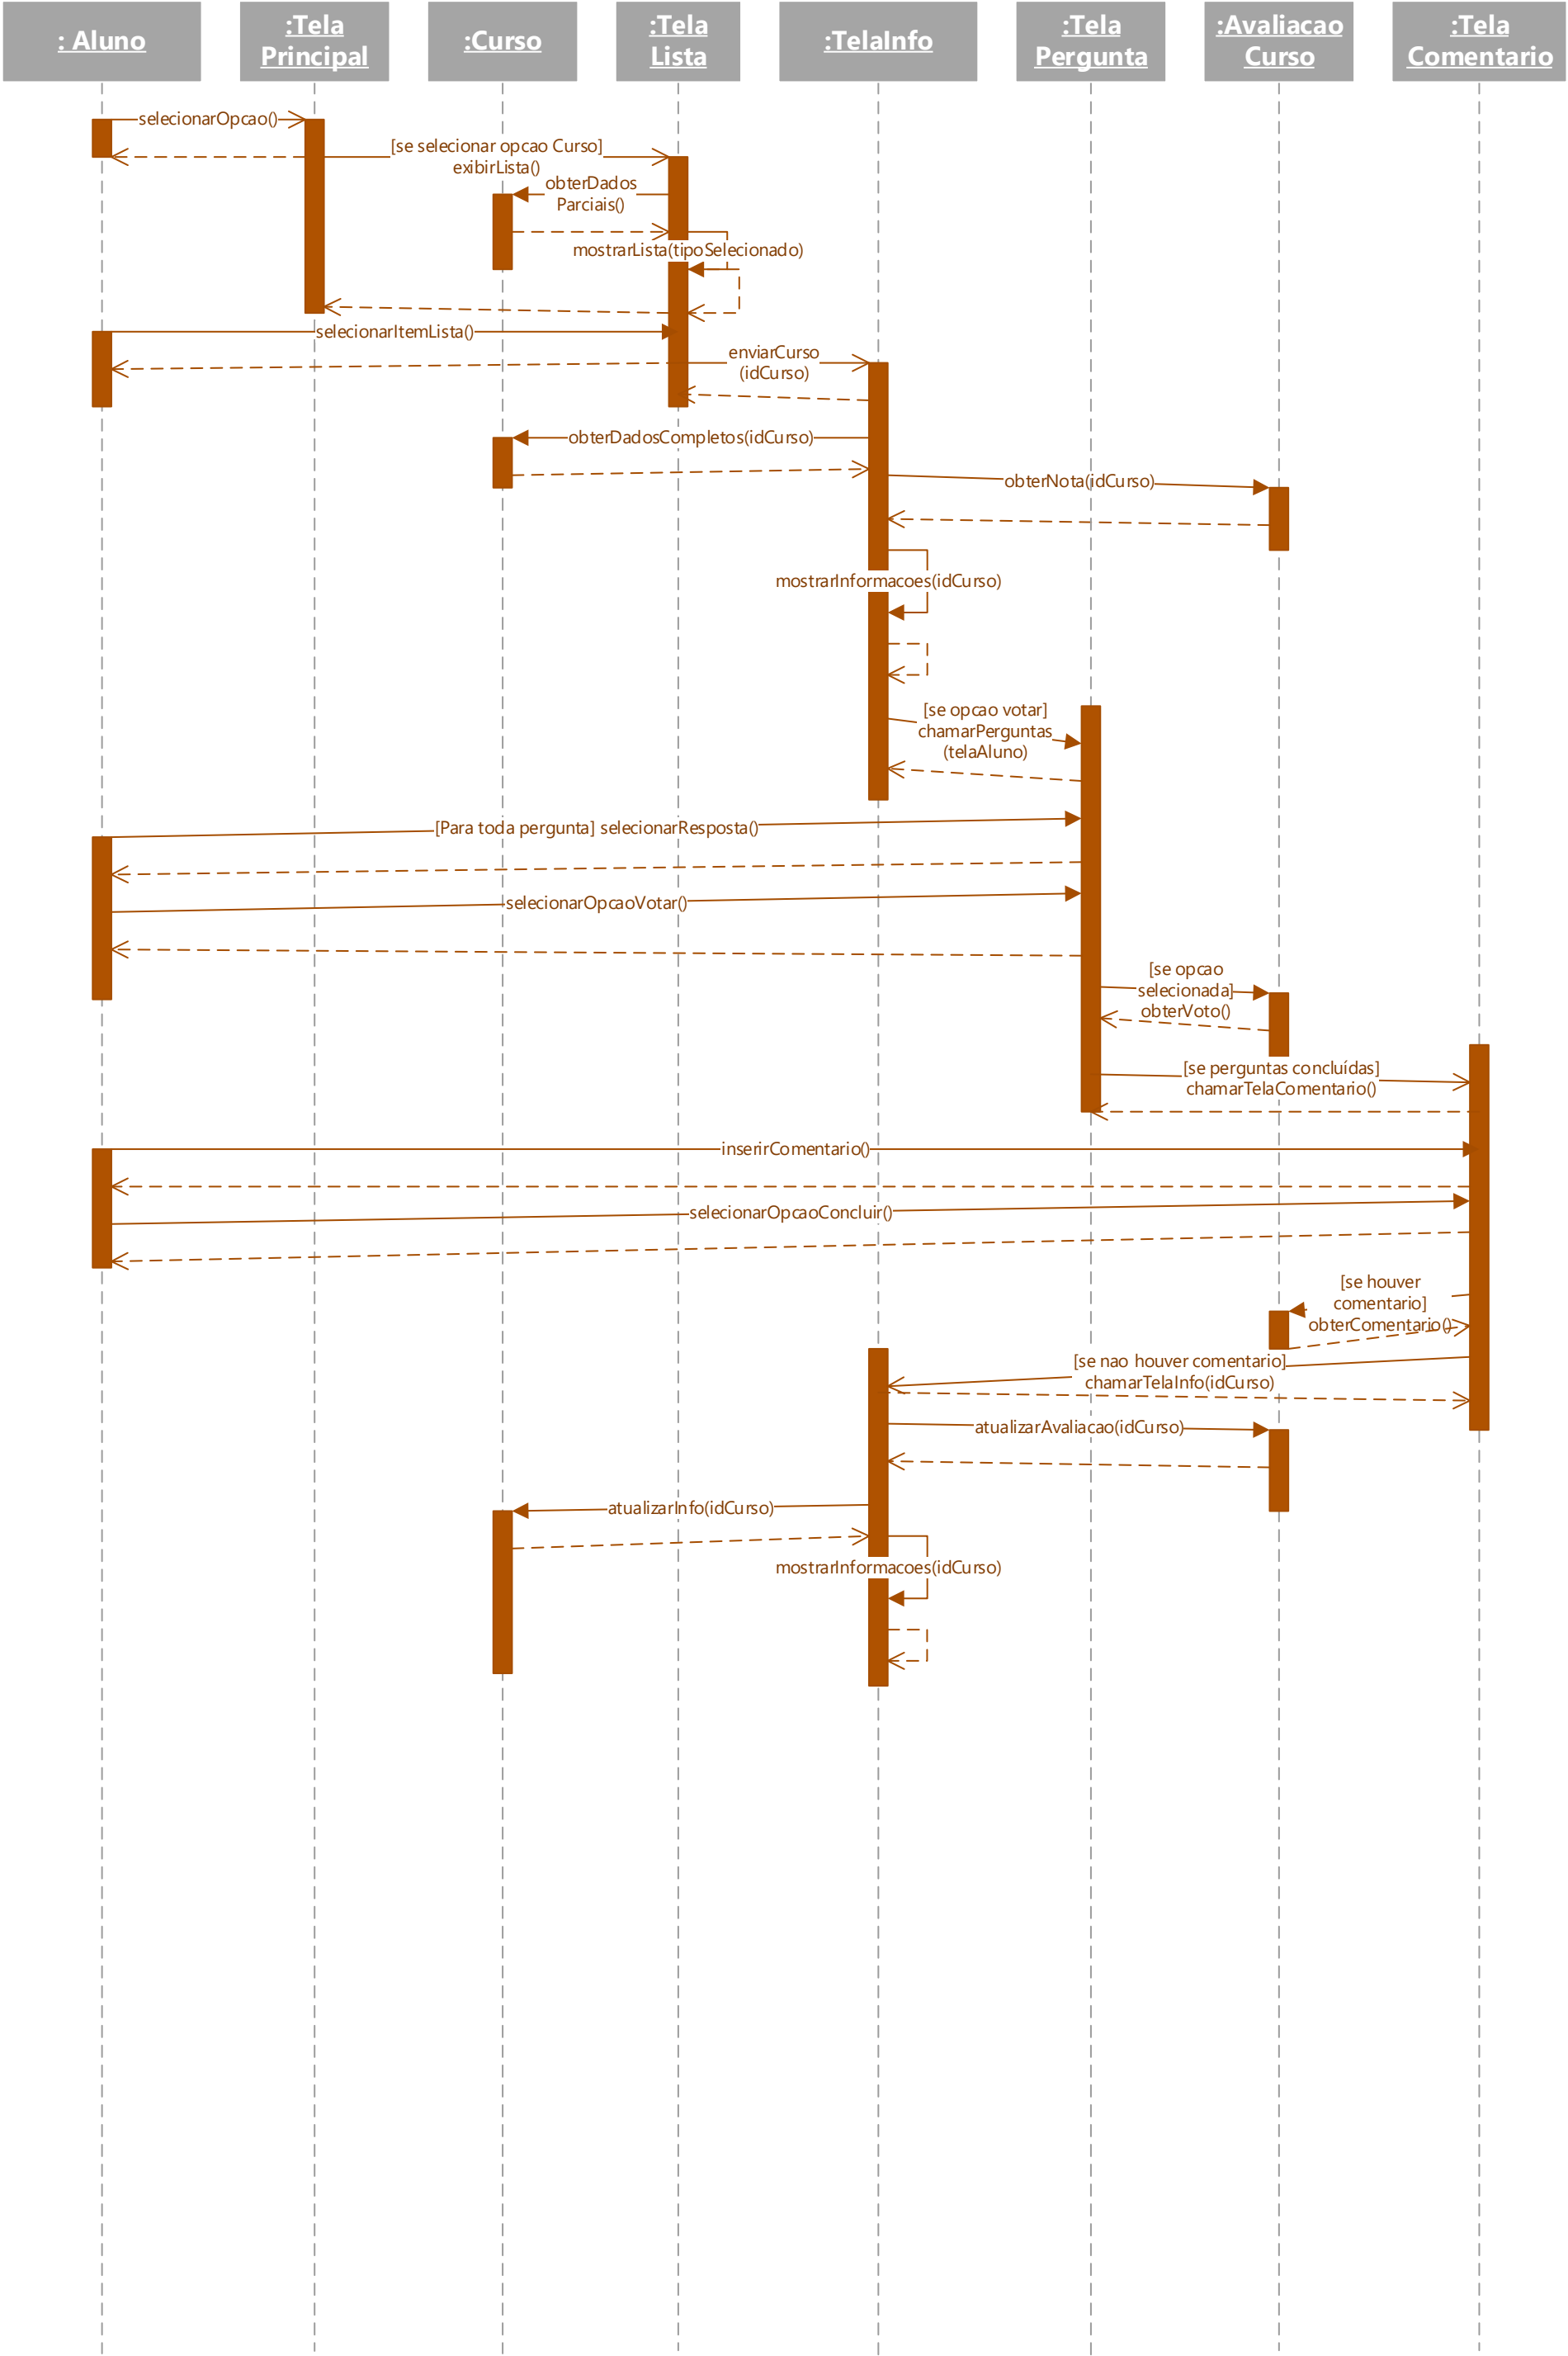 : Aluno
:Tela
Principal
:Curso
:Tela
Lista
:TelaInfo
:Tela
Pergunta
:Avaliacao
Curso
:Tela
Comentario
selecionarOpcao()
[se selecionar opcao Curso]
exibirLista()
obterDados
Parciais()
mostrarLista(tipoSelecionado)
selecionarItemLista()
enviarCurso
(idCurso)
obterDadosCompletos(idCurso)
obterNota(idCurso)
mostrarInformacoes(idCurso)
[se opcao votar]
chamarPerguntas
(telaAluno)
[Para toda pergunta] selecionarResposta()
selecionarOpcaoVotar()
[se opcao
selecionada]
obterVoto()
[se perguntas concluídas]
chamarTelaComentario()
inserirComentario()
selecionarOpcaoConcluir()
[se houver
comentario]
obterComentario()
[se nao houver comentario]
chamarTelaInfo(idCurso)
atualizarAvaliacao(idCurso)
atualizarInfo(idCurso)
mostrarInformacoes(idCurso)